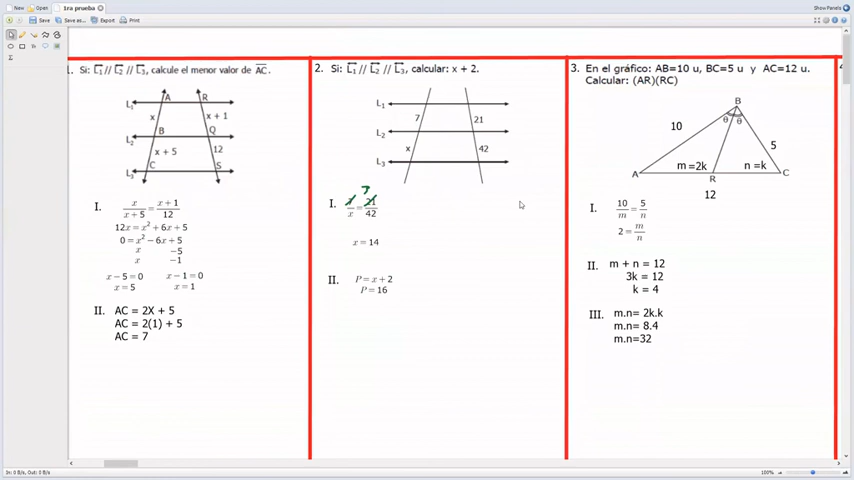 New
Open
1ra prueba
Show Panels
Save
Save as...
Export
Print
1. Si: L₁ // L₂ // L₃, calcule el menor valor de AC.
A R
L₁
x x + 1
B Q
L₂
x + 5 12
C S
L₃
I. x/(x+5) = (x+1)/12
12x = x² + 6x + 5
0 = x² − 6x + 5
x −5
x −1
x − 5 = 0 x − 1 = 0
x = 5 x = 1
II. AC = 2X + 5
AC = 2(1) + 5
AC = 7
2. Si: L₁ // L₂ // L₃, calcular: x + 2.
L₁
7 21
L₂
x 42
L₃
7
I. 7/x = 21/42
x = 14
II. P = x + 2
P = 16
3. En el gráfico: AB=10 u, BC=5 u y AC=12 u.
Calcular: (AR)(RC)
B
θ θ
10
5
m =2k n =k
A R C
12
I. 10/m = 5/n
2 = m/n
II. m + n = 12
3k = 12
k = 4
III. m.n= 2k.k
m.n= 8.4
m.n=32
In: 0 B/s, Out: 0 B/s
100%